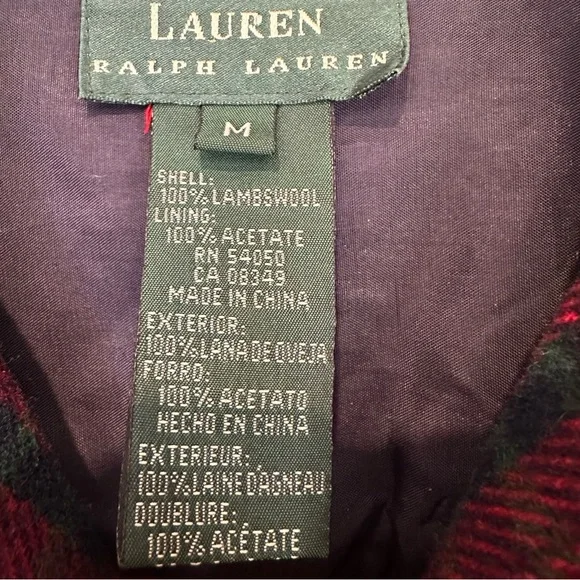 LAUREN
RALPH LAUREN
M
SHELL:
100% LAMBSWOOL
LINING:
100% ACETATE
RN 54050
CA 08349
MADE IN CHINA
EXTERIOR:
100% LANA DE OVEJA
FORRO:
100% ACETATO
HECHO EN CHINA
EXTERIEUR:
100% LAINE D'AGNEAU
DOUBLURE:
100% ACÉTATE